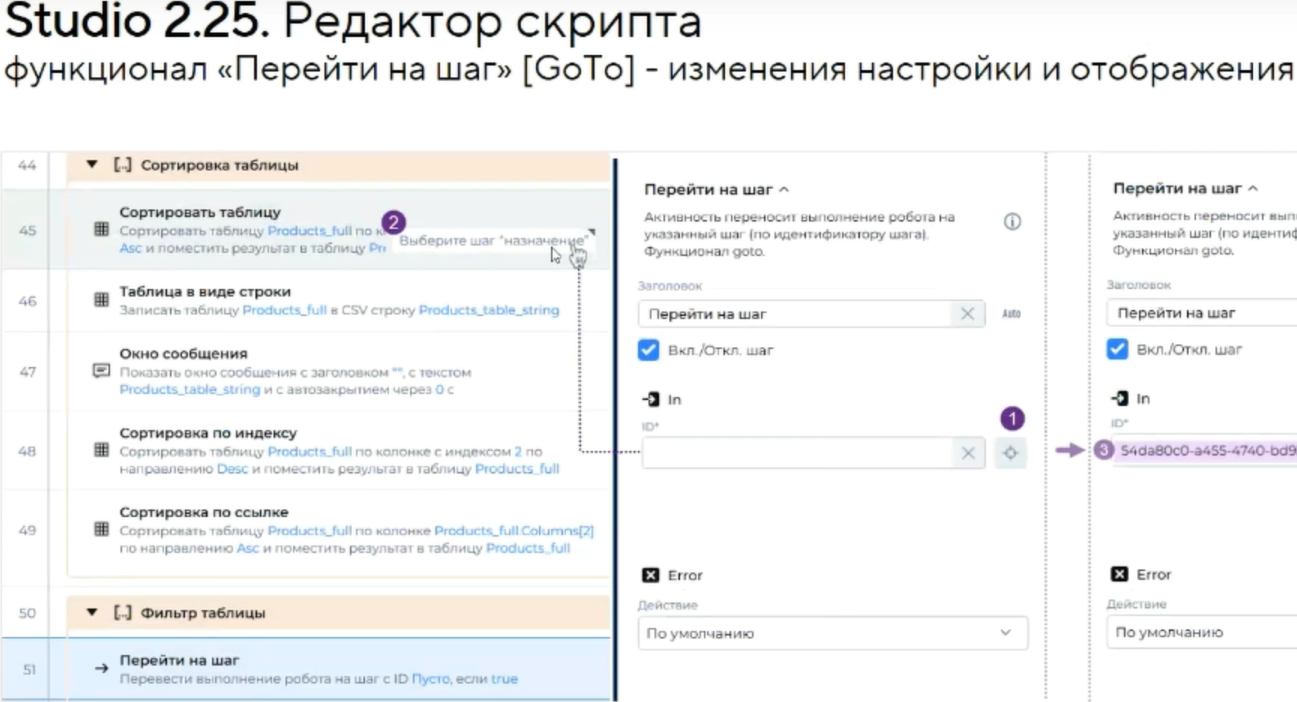 Studio 2.25. Редактор скрипта
функционал «Перейти на шаг» [GoTo] - изменения настройки и отображения
44
Сортировка таблицы
45
Сортировать таблицу
Сортировать таблицу Products_full по к
Asc и поместить результат в таблицу Pr
2
Выберите шаг "назначение"
46
Таблица в виде строки
Записать таблицу Products_full в CSV строку Products_table_string
47
Окно сообщения
Показать окно сообщения с заголовком "", с текстом
Products_table_string и с автозакрытием через 0 с
48
Сортировка по индексу
Сортировать таблицу Products_full по колонке с индексом 2 по
направлению Desc и поместить результат в таблицу Products_full
49
Сортировка по ссылке
Сортировать таблицу Products_full по колонке Products_full.Columns[2]
по направлению Asc и поместить результат в таблицу Products_full
50
Фильтр таблицы
51
Перейти на шаг
Перевести выполнение робота на шаг с ID Пусто, если true
Перейти на шаг
Активность переносит выполнение робота на
указанный шаг (по идентификатору шага).
Функционал goto.
Заголовок
Перейти на шаг
Auto
Вкл./Откл. шаг
In
ID*
1
Error
Действие
По умолчанию
Перейти на шаг
Активность переносит вып
указанный шаг (по иденти
Функционал goto.
Заголовок
Перейти на шаг
Вкл./Откл. шаг
In
ID*
3
54da80c0-a455-4740-bd9
Error
Действие
По умолчанию